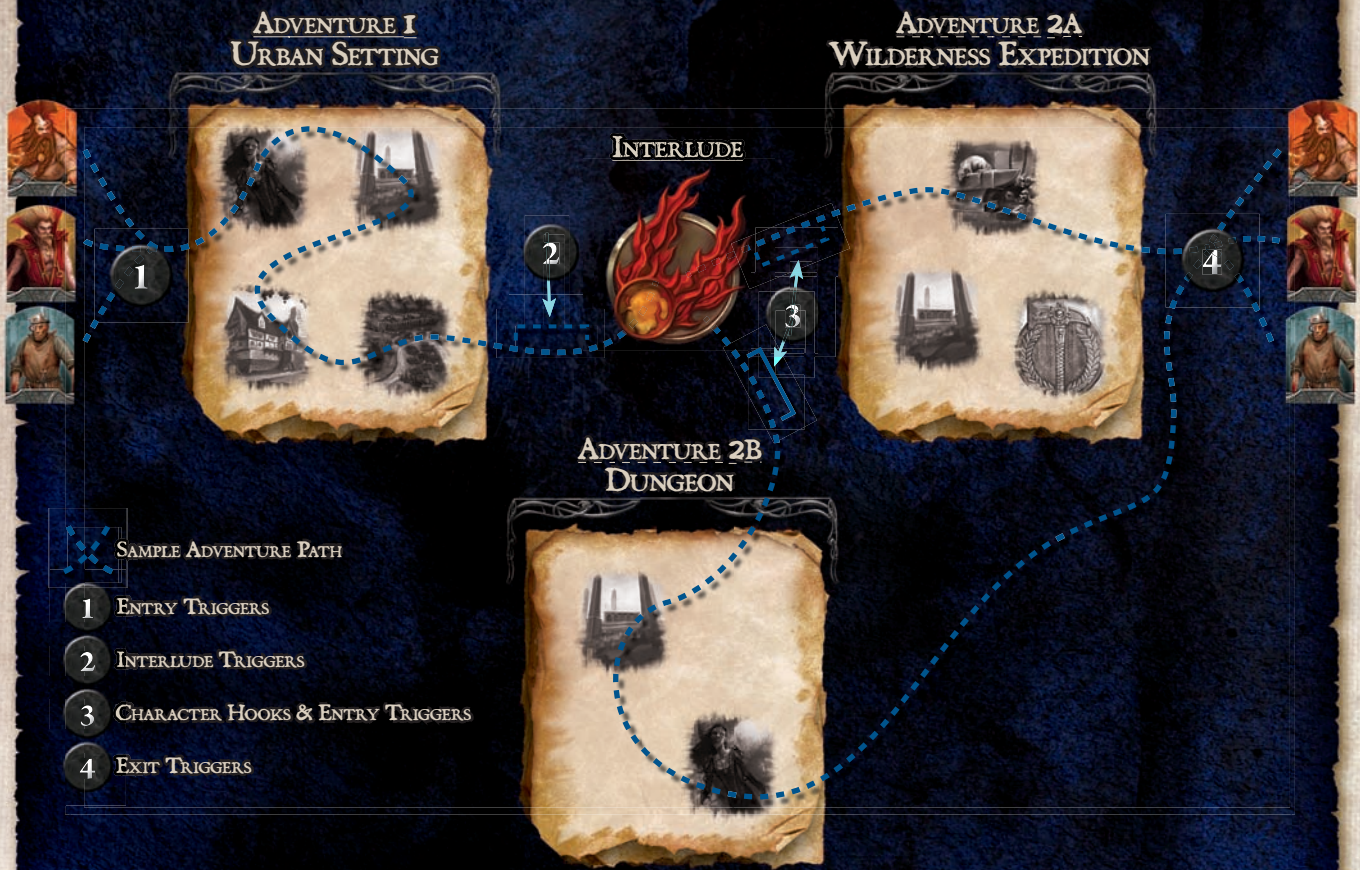 Adventure 1
Urban Setting
Adventure 2A
Wilderness Expedition
Interlude
1
2
3
4
Adventure 2B
Dungeon
Sample Adventure Path
1 Entry Triggers
2 Interlude Triggers
3 Character Hooks & Entry Triggers
4 Exit Triggers